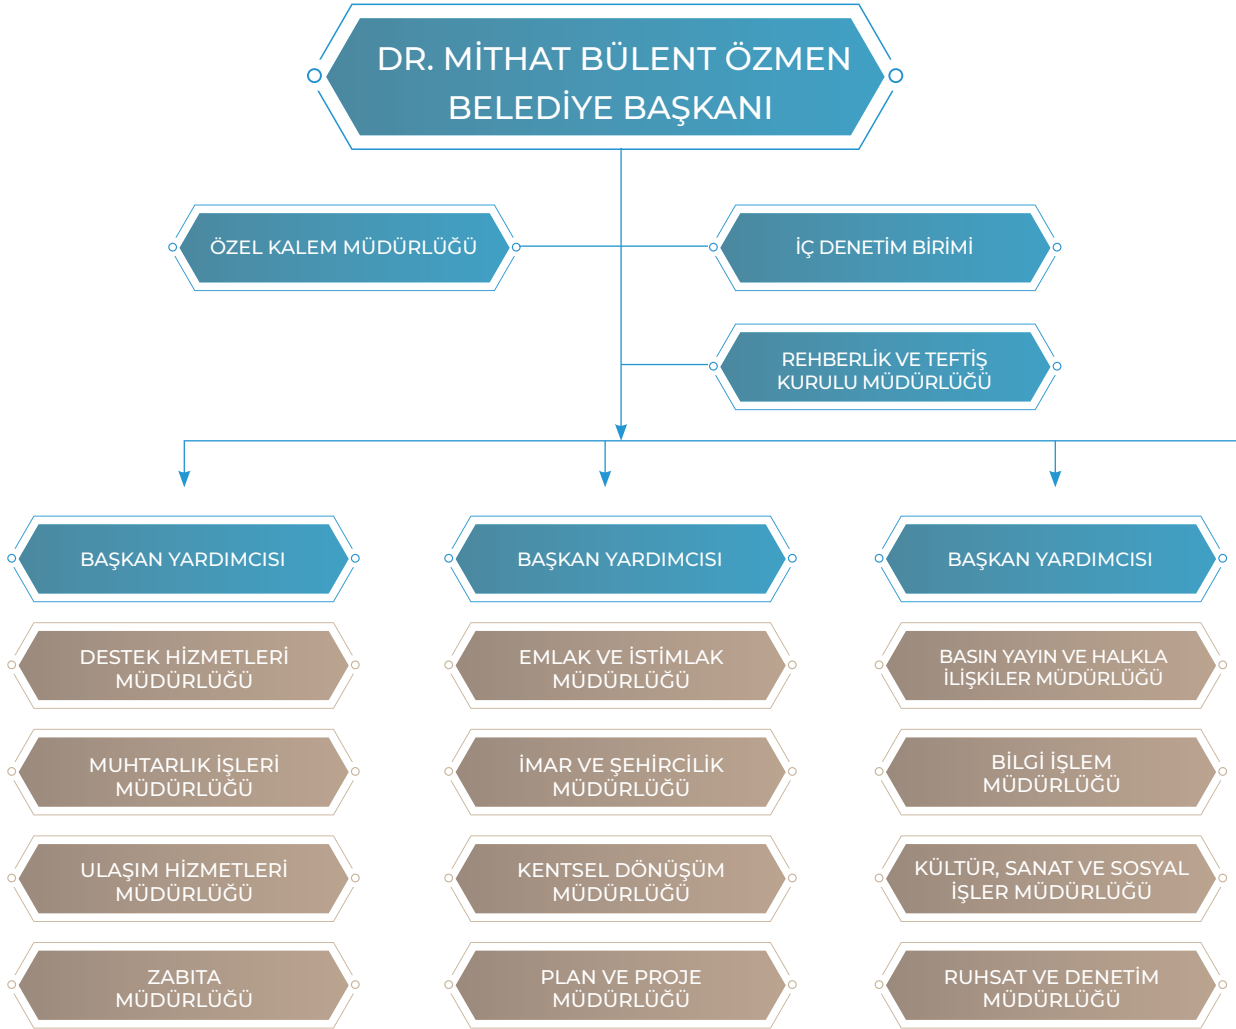 DR. MİTHAT BÜLENT ÖZMEN
BELEDİYE BAŞKANI
ÖZEL KALEM MÜDÜRLÜĞÜ
İÇ DENETİM BİRİMİ
REHBERLİK VE TEFTİŞ
KURULU MÜDÜRLÜĞÜ
BAŞKAN YARDIMCISI
DESTEK HİZMETLERİ
MÜDÜRLÜĞÜ
MUHTARLIK İŞLERİ
MÜDÜRLÜĞÜ
ULAŞIM HİZMETLERİ
MÜDÜRLÜĞÜ
ZABITA
MÜDÜRLÜĞÜ
BAŞKAN YARDIMCISI
EMLAK VE İSTİMLAK
MÜDÜRLÜĞÜ
İMAR VE ŞEHİRCİLİK
MÜDÜRLÜĞÜ
KENTSEL DÖNÜŞÜM
MÜDÜRLÜĞÜ
PLAN VE PROJE
MÜDÜRLÜĞÜ
BAŞKAN YARDIMCISI
BASIN YAYIN VE HALKLA
İLİŞKİLER MÜDÜRLÜĞÜ
BİLGİ İŞLEM
MÜDÜRLÜĞÜ
KÜLTÜR, SANAT VE SOSYAL
İŞLER MÜDÜRLÜĞÜ
RUHSAT VE DENETİM
MÜDÜRLÜĞÜ